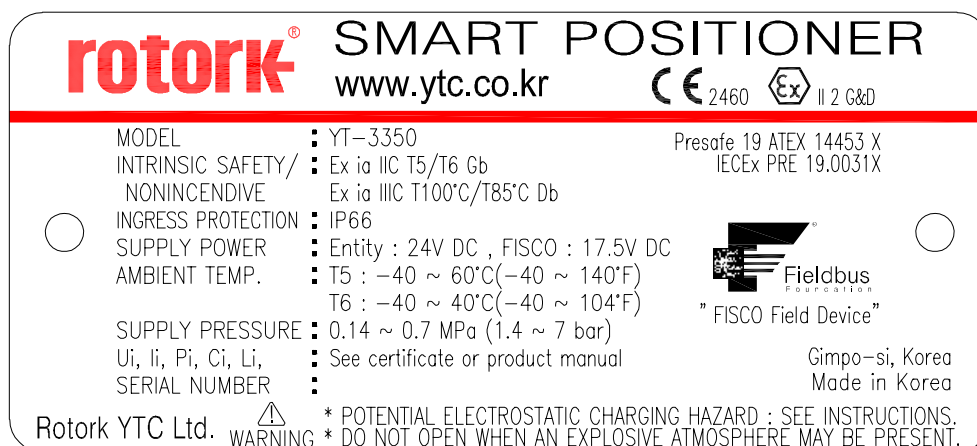 rotork® SMART POSITIONER
www.ytc.co.kr CE 2460 Ex II 2 G&D
MODEL : YT-3350
Presafe 19 ATEX 14453 X
INTRINSIC SAFETY/ : Ex ia IIC T5/T6 Gb
IECEx PRE 19.0031X
NONINCENDIVE Ex ia IIIC T100°C/T85°C Db
INGRESS PROTECTION : IP66
SUPPLY POWER : Entity : 24V DC , FISCO : 17.5V DC
AMBIENT TEMP. : T5 : -40 ~ 60°C(-40 ~ 140°F)
T6 : -40 ~ 40°C(-40 ~ 104°F)
Fieldbus
Fourcation
" FISCO Field Device"
SUPPLY PRESSURE : 0.14 ~ 0.7 MPa (1.4 ~ 7 bar)
Ui, Ii, Pi, Ci, Li, : See certificate or product manual
Gimpo-si, Korea
SERIAL NUMBER :
Made in Korea
Rotork YTC Ltd. WARNING
* POTENTIAL ELECTROSTATIC CHARGING HAZARD : SEE INSTRUCTIONS.
* DO NOT OPEN WHEN AN EXPLOSIVE ATMOSPHERE MAY BE PRESENT.